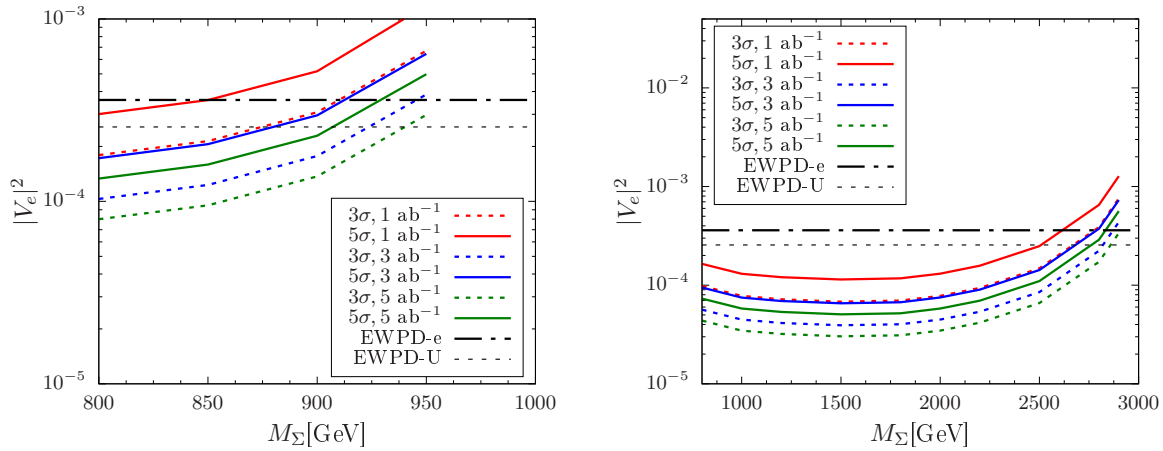 10^{-3}
10^{-4}
10^{-5}
|V_e|^2
3σ, 1 ab^{-1}
5σ, 1 ab^{-1}
3σ, 3 ab^{-1}
5σ, 3 ab^{-1}
3σ, 5 ab^{-1}
5σ, 5 ab^{-1}
EWPD-e
EWPD-U
800 850 900 950 1000
M_Σ[GeV]
3σ, 1 ab^{-1}
5σ, 1 ab^{-1}
3σ, 3 ab^{-1}
5σ, 3 ab^{-1}
3σ, 5 ab^{-1}
5σ, 5 ab^{-1}
EWPD-e
EWPD-U
10^{-2}
10^{-3}
10^{-4}
10^{-5}
|V_e|^2
1000 1500 2000 2500 3000
M_Σ[GeV]